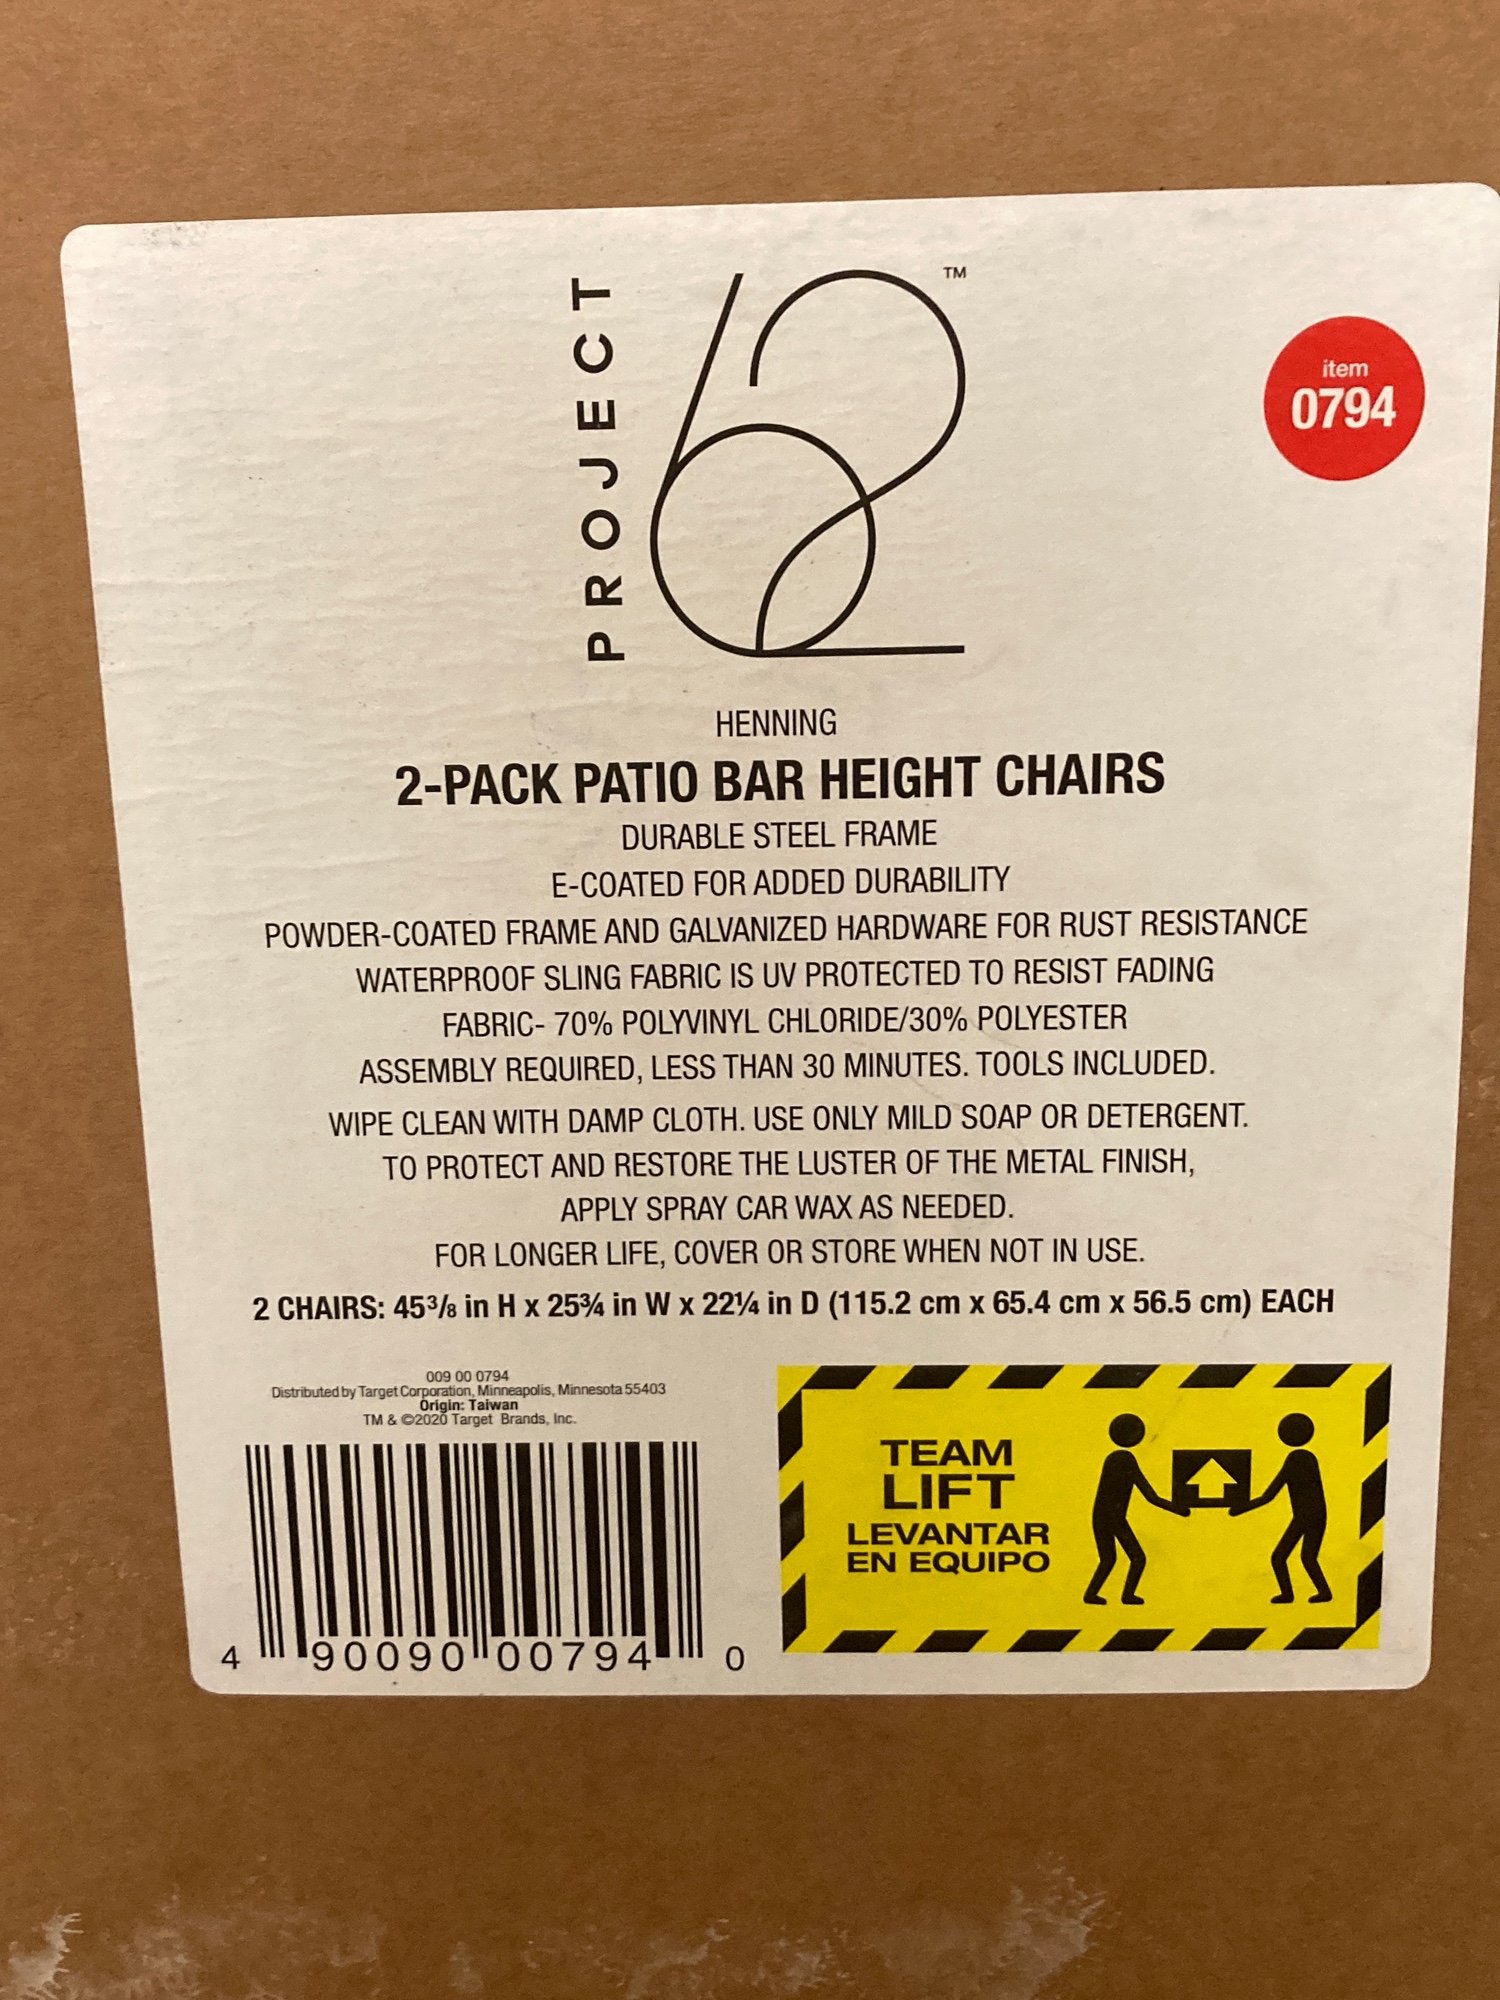 PROJECT
62
TM
item
0794
HENNING
2-PACK PATIO BAR HEIGHT CHAIRS
DURABLE STEEL FRAME
E-COATED FOR ADDED DURABILITY
POWDER-COATED FRAME AND GALVANIZED HARDWARE FOR RUST RESISTANCE
WATERPROOF SLING FABRIC IS UV PROTECTED TO RESIST FADING
FABRIC- 70% POLYVINYL CHLORIDE/30% POLYESTER
ASSEMBLY REQUIRED, LESS THAN 30 MINUTES. TOOLS INCLUDED.
WIPE CLEAN WITH DAMP CLOTH. USE ONLY MILD SOAP OR DETERGENT.
TO PROTECT AND RESTORE THE LUSTER OF THE METAL FINISH,
APPLY SPRAY CAR WAX AS NEEDED.
FOR LONGER LIFE, COVER OR STORE WHEN NOT IN USE.
2 CHAIRS: 45⅜ in H x 25¾ in W x 22¼ in D (115.2 cm x 65.4 cm x 56.5 cm) EACH
009 00 0794
Distributed by Target Corporation, Minneapolis, Minnesota 55403
Origin: Taiwan
TM & ©2020 Target Brands, Inc.
4 90090 00794 0
TEAM
LIFT
LEVANTAR
EN EQUIPO